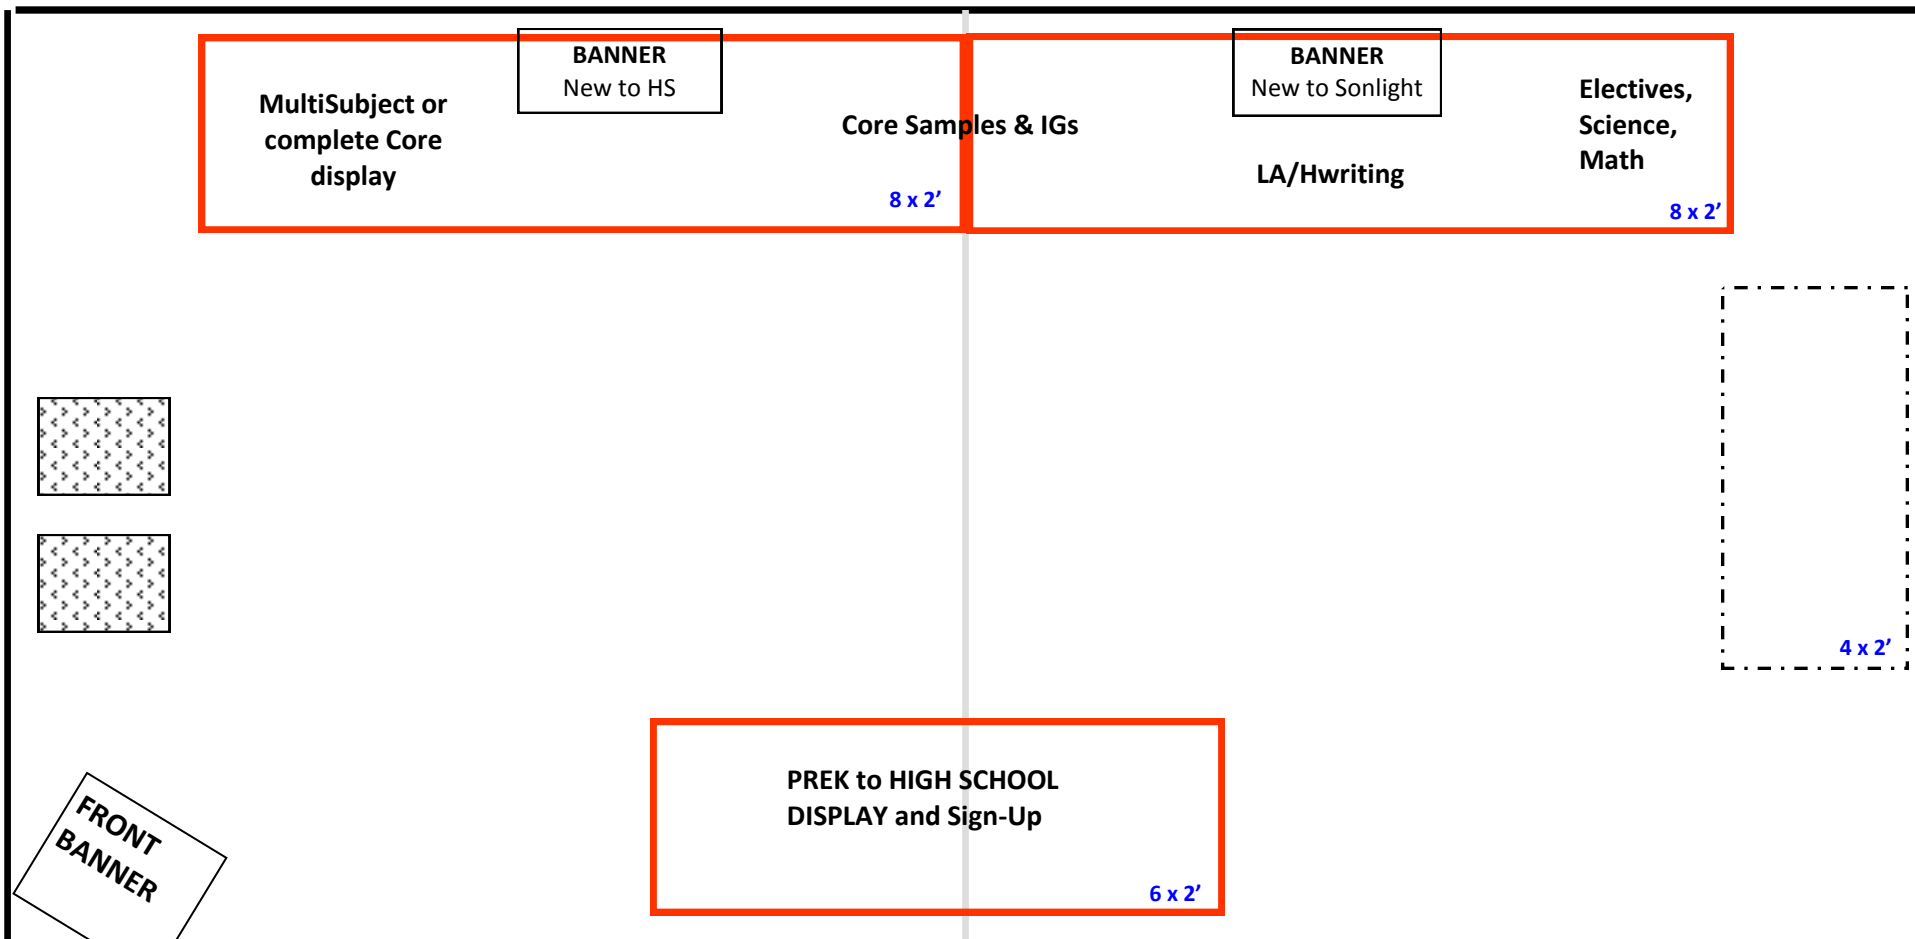 BANNER
New to HS
BANNER
New to Sonlight
MultiSubject or
complete Core
display
Core Samples & IGs
Electives,
Science,
Math
LA/Hwriting
8 x 2’
8 x 2’
4 x 2’
PREK to HIGH SCHOOL
DISPLAY and Sign-Up
6 x 2’
FRONT
BANNER